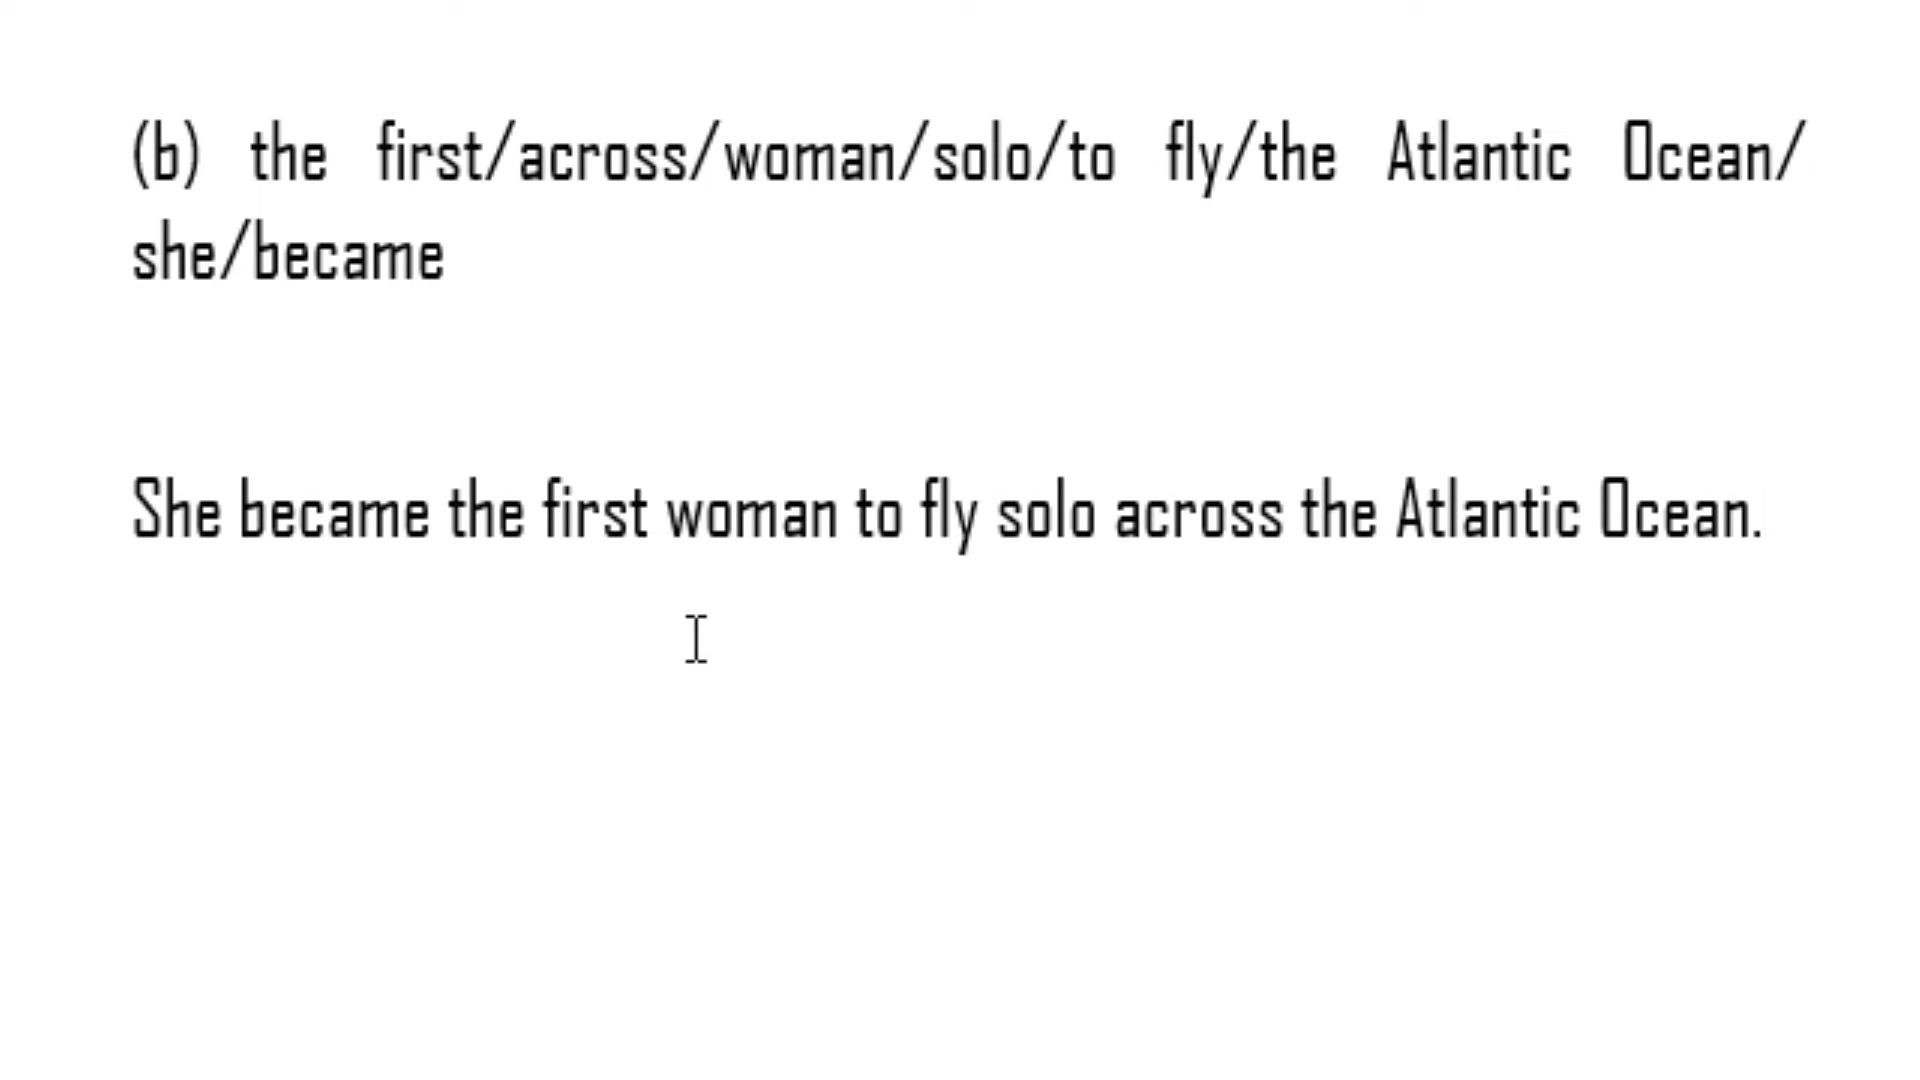 (b) the first/across/woman/solo/to fly/the Atlantic Ocean/
she/became
She became the first woman to fly solo across the Atlantic Ocean.